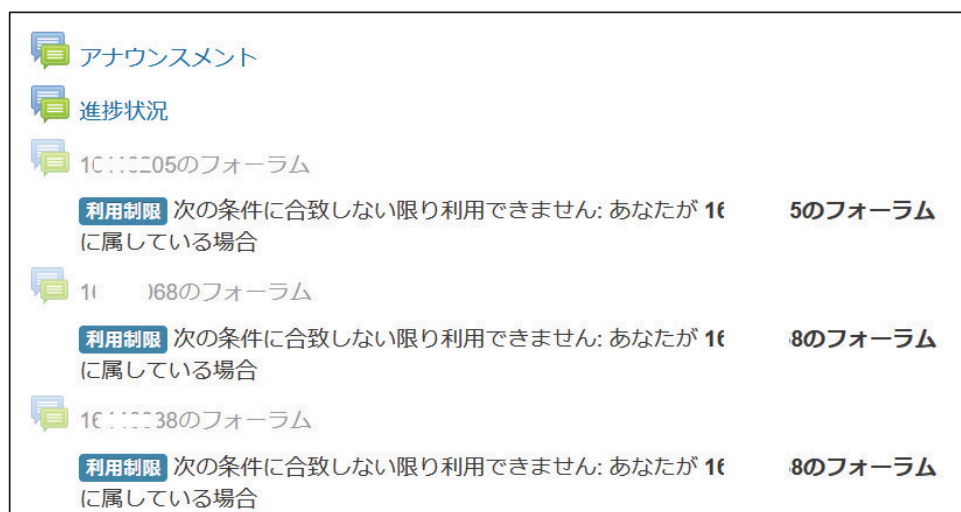 アナウンスメント
進捗状況
05のフォーラム
利用制限 次の条件に合致しない限り利用できません: あなたが 16 5のフォーラム
に属している場合
068のフォーラム
利用制限 次の条件に合致しない限り利用できません: あなたが 16 8のフォーラム
に属している場合
16 38のフォーラム
利用制限 次の条件に合致しない限り利用できません: あなたが 16 8のフォーラム
に属している場合